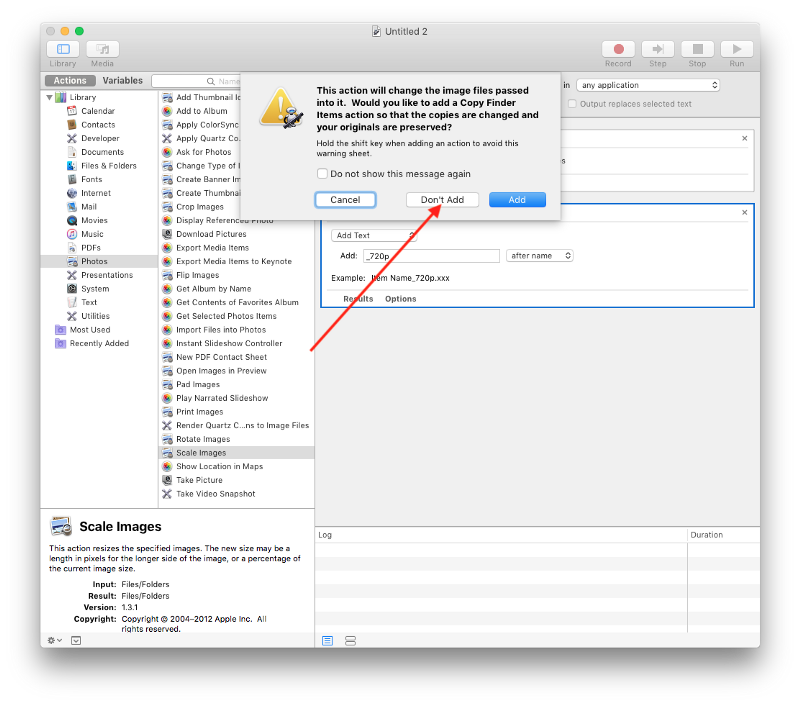 Untitled 2
Library
Media
Record
Step
Stop
Run
Actions
Variables
Name
Library
Calendar
Contacts
Developer
Documents
Files & Folders
Fonts
Internet
Mail
Movies
Music
PDFs
Photos
Presentations
System
Text
Utilities
Most Used
Recently Added
Add Thumbnail Ic
Add to Album
Apply ColorSync
Apply Quartz Co
Ask for Photos
Change Type of I
Create Banner Im
Create Thumbnai
Crop Images
Display Referenced Photo
Download Pictures
Export Media Items
Export Media Items to Keynote
Flip Images
Get Album by Name
Get Contents of Favorites Album
Get Selected Photos Items
Import Files into Photos
Instant Slideshow Controller
New PDF Contact Sheet
Open Images in Preview
Pad Images
Play Narrated Slideshow
Print Images
Render Quartz C...ns to Image Files
Rotate Images
Scale Images
Show Location in Maps
Take Picture
Take Video Snapshot
This action will change the image files passed
into it. Would you like to add a Copy Finder
Items action so that the copies are changed and
your originals are preserved?
Hold the shift key when adding an action to avoid this
warning sheet.
Do not show this message again
Cancel
Don't Add
Add
in
any application
Output replaces selected text
s
Add Text
Add:
_720p
after name
Example: Item Name_720p.xxx
Results
Options
Scale Images
This action resizes the specified images. The new size may be a
length in pixels for the longer side of the image, or a percentage of
the current image size.
Input: Files/Folders
Result: Files/Folders
Version: 1.3.1
Copyright: Copyright © 2004–2012 Apple Inc. All
rights reserved.
Log
Duration